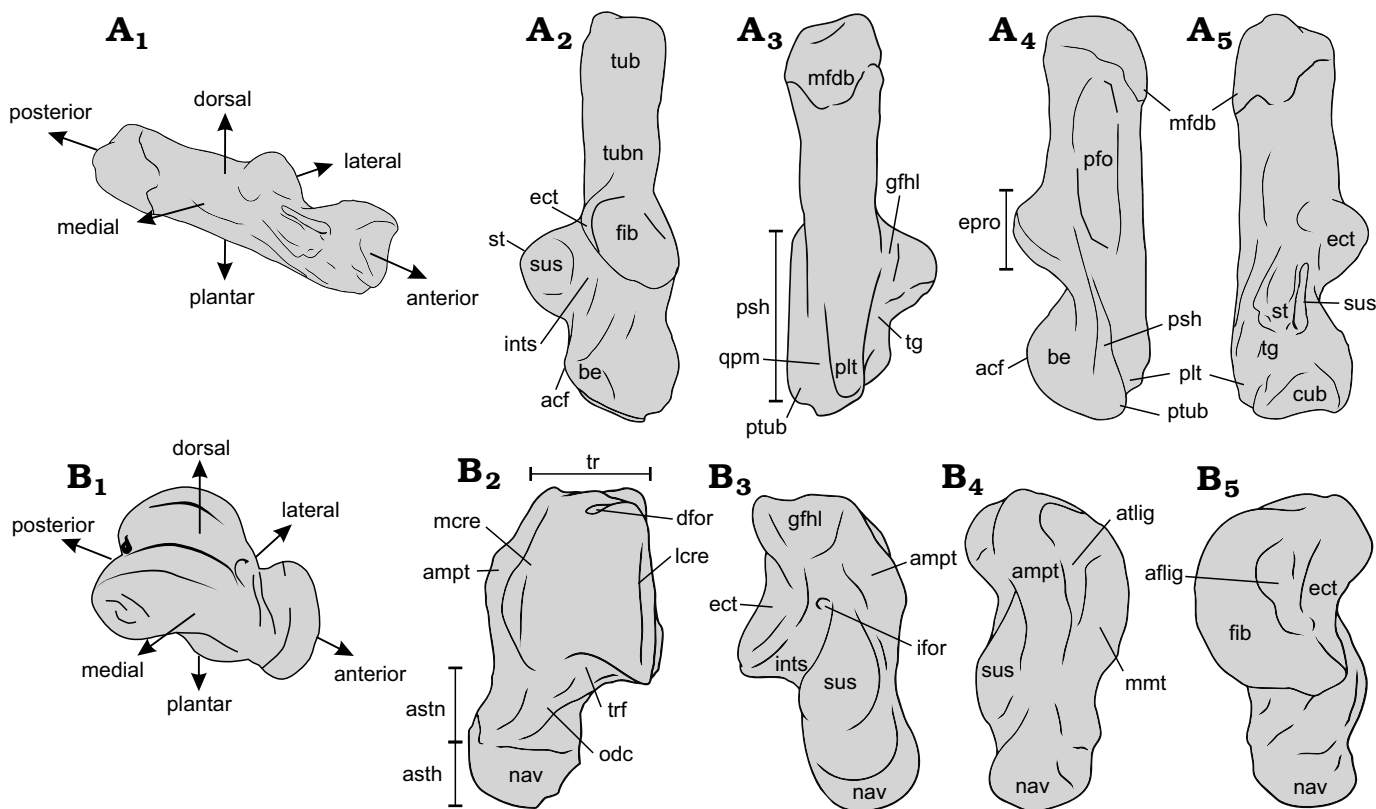 A1
dorsal
posterior
lateral
medial
plantar
anterior
A2
tub
tubn
ect
fib
st
sus
ints
be
acf
A3
mfdb
gfhl
psh
tg
qpm
plt
ptub
A4
mfdb
pfo
epro
psh
be
acf
plt
ptub
A5
ect
st
sus
tg
cub
B1
dorsal
posterior
lateral
medial
anterior
plantar
B2
tr
mcre
dfor
ampt
lcre
astn
trf
odc
asth
nav
B3
gfhl
ampt
ect
ifor
ints
sus
nav
B4
atlig
ampt
sus
mmt
nav
B5
aflig
ect
fib
nav